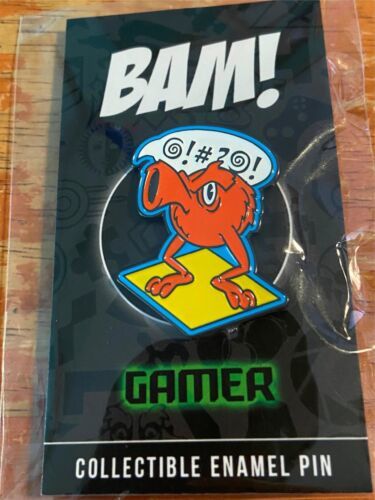 BAM!
@!#?@!
GAMER
COLLECTIBLE ENAMEL PIN